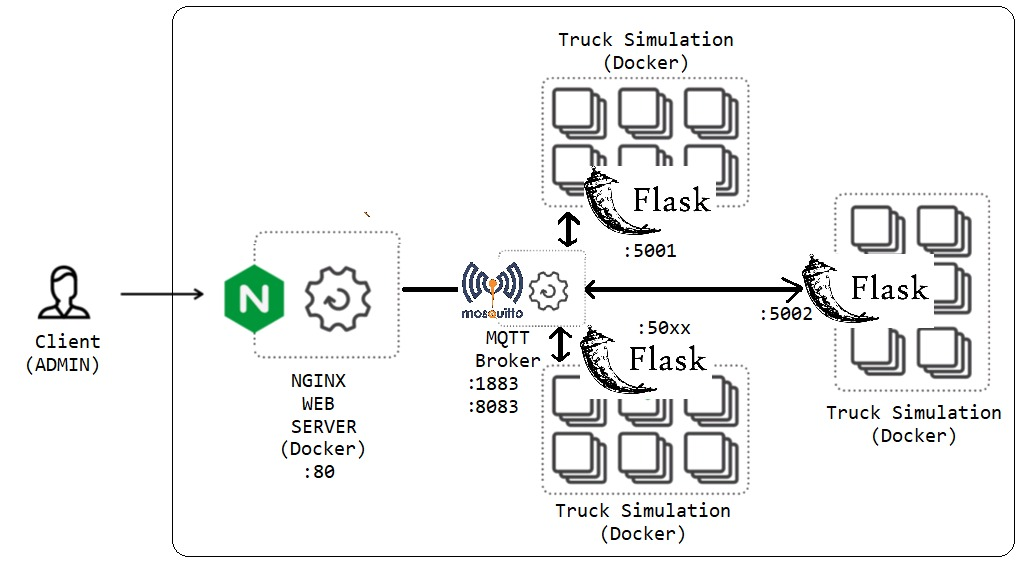 Truck Simulation
(Docker)
Flask
:5001
Client
(ADMIN)
N
NGINX
WEB
SERVER
(Docker)
:80
mosquitto
MQTT
Broker
:1883
:8083
:50xx
Flask
Truck Simulation
(Docker)
:5002
Flask
Truck Simulation
(Docker)